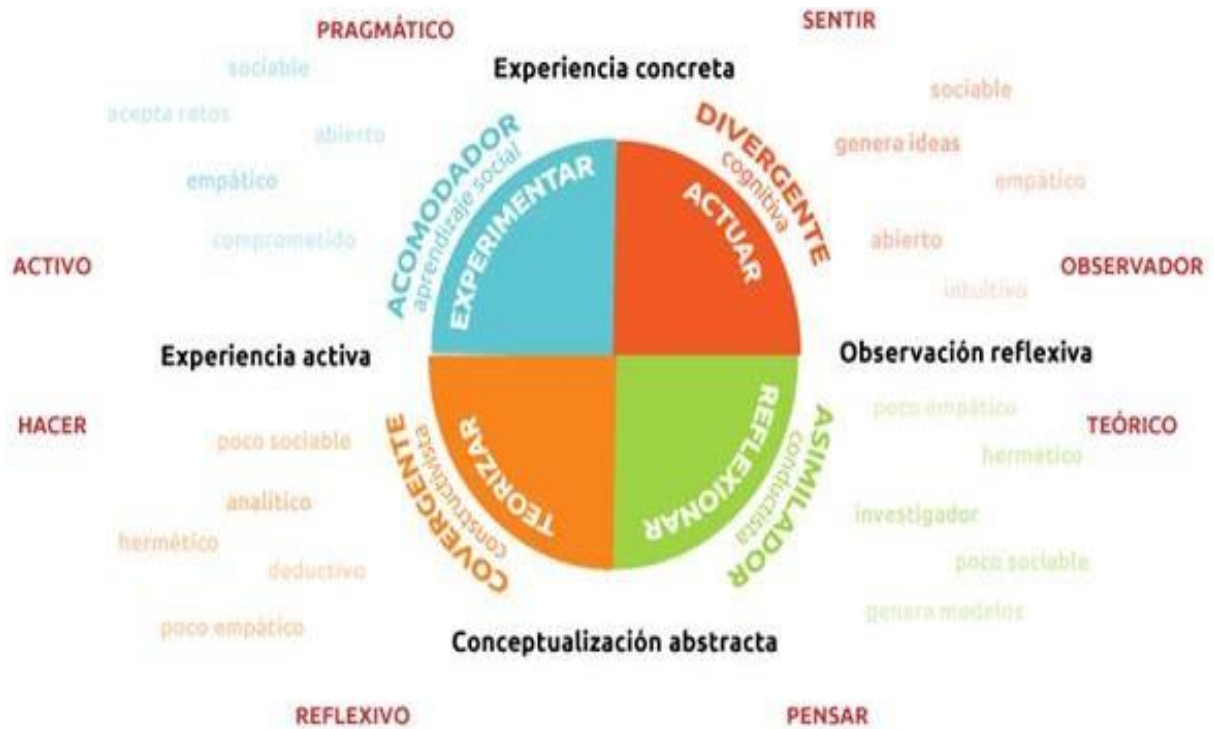 PRAGMÁTICO
SENTIR
sociable
Experiencia concreta
sociable
acepta retos
abierto
genera ideas
empático
empático
comprometido
abierto
intuitivo
ACOMODADOR
aprendizaje social
EXPERIMENTAR
DIVERGENTE
cognitiva
ACTUAR
ACTIVO
OBSERVADOR
Experiencia activa
Observación reflexiva
HACER
TEÓRICO
poco sociable
analítico
hermético
deductivo
poco empático
COVERGENTE
constructivista
TEORIZAR
REFLEXIONAR
conductista
ASIMILADOR
poco empático
hermético
investigador
poco sociable
genera modelos
Conceptualización abstracta
REFLEXIVO
PENSAR